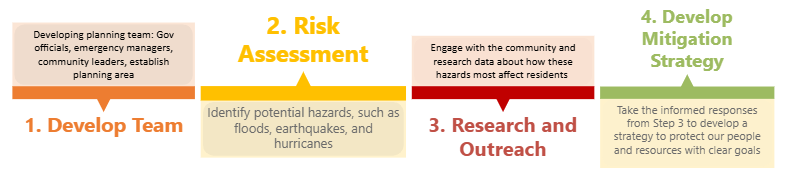 Developing planning team: Gov
officials, emergency managers,
community leaders, establish
planning area
1. Develop Team
2. Risk
Assessment
Identify potential hazards, such as
floods, earthquakes, and
hurricanes
Engage with the community and
research data about how these
hazards most affect residents
3. Research and
Outreach
4. Develop
Mitigation
Strategy
Take the informed responses
from Step 3 to develop a
strategy to protect our people
and resources with clear goals